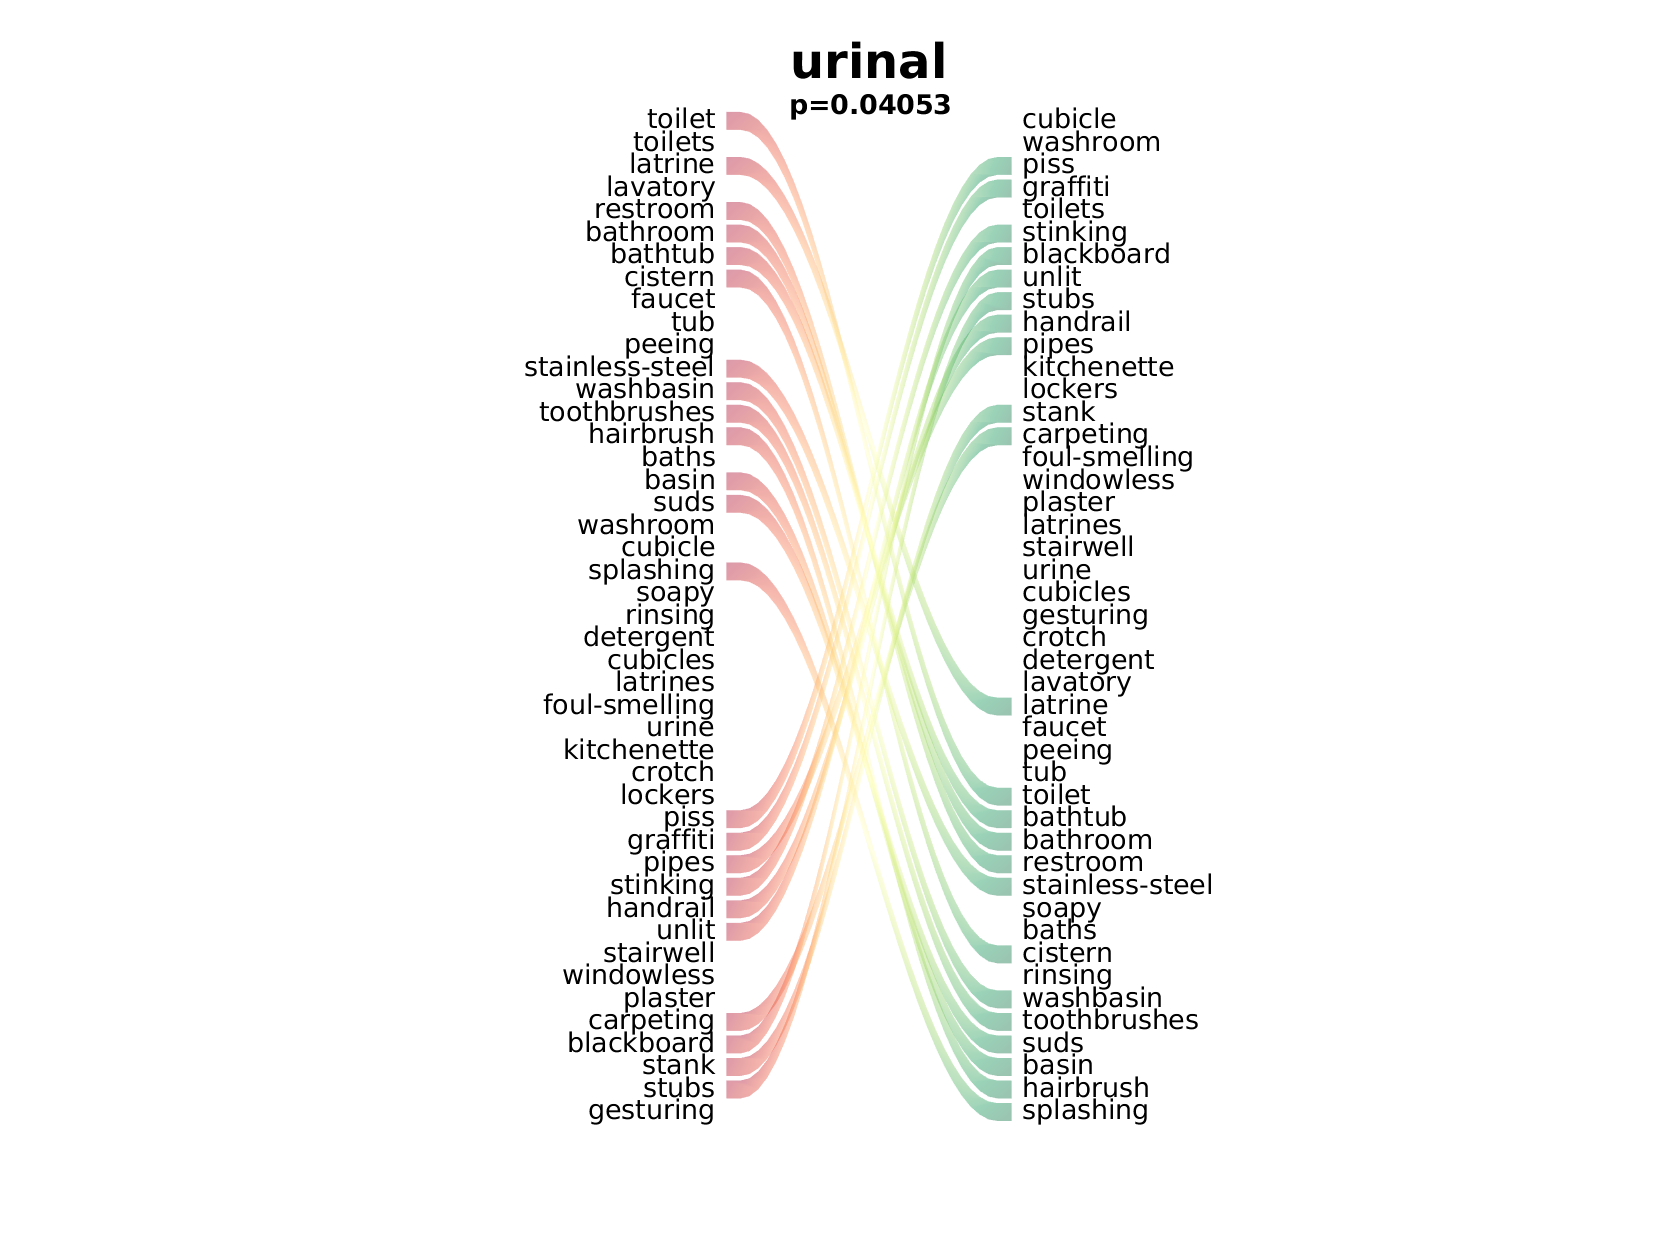 urinal
p=0.04053
toilet
toilets
latrine
lavatory
restroom
bathroom
bathtub
cistern
faucet
tub
peeing
stainless-steel
washbasin
toothbrushes
hairbrush
baths
basin
suds
washroom
cubicle
splashing
soapy
rinsing
detergent
cubicles
latrines
foul-smelling
urine
kitchenette
crotch
lockers
piss
graffiti
pipes
stinking
handrail
unlit
stairwell
windowless
plaster
carpeting
blackboard
stank
stubs
gesturing
cubicle
washroom
piss
graffiti
toilets
stinking
blackboard
unlit
stubs
handrail
pipes
kitchenette
lockers
stank
carpeting
foul-smelling
windowless
plaster
latrines
stairwell
urine
cubicles
gesturing
crotch
detergent
lavatory
latrine
faucet
peeing
tub
toilet
bathtub
bathroom
restroom
stainless-steel
soapy
baths
cistern
rinsing
washbasin
toothbrushes
suds
basin
hairbrush
splashing